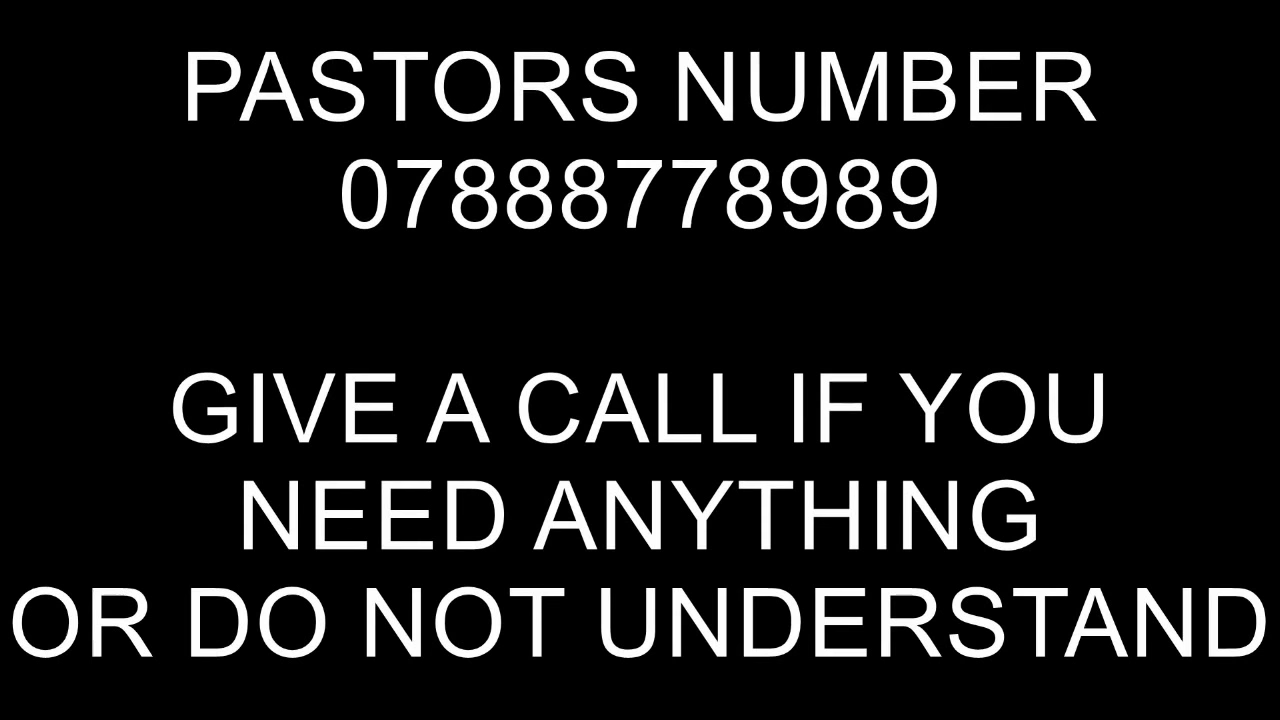 PASTORS NUMBER
07888778989
GIVE A CALL IF YOU
NEED ANYTHING
OR DO NOT UNDERSTAND